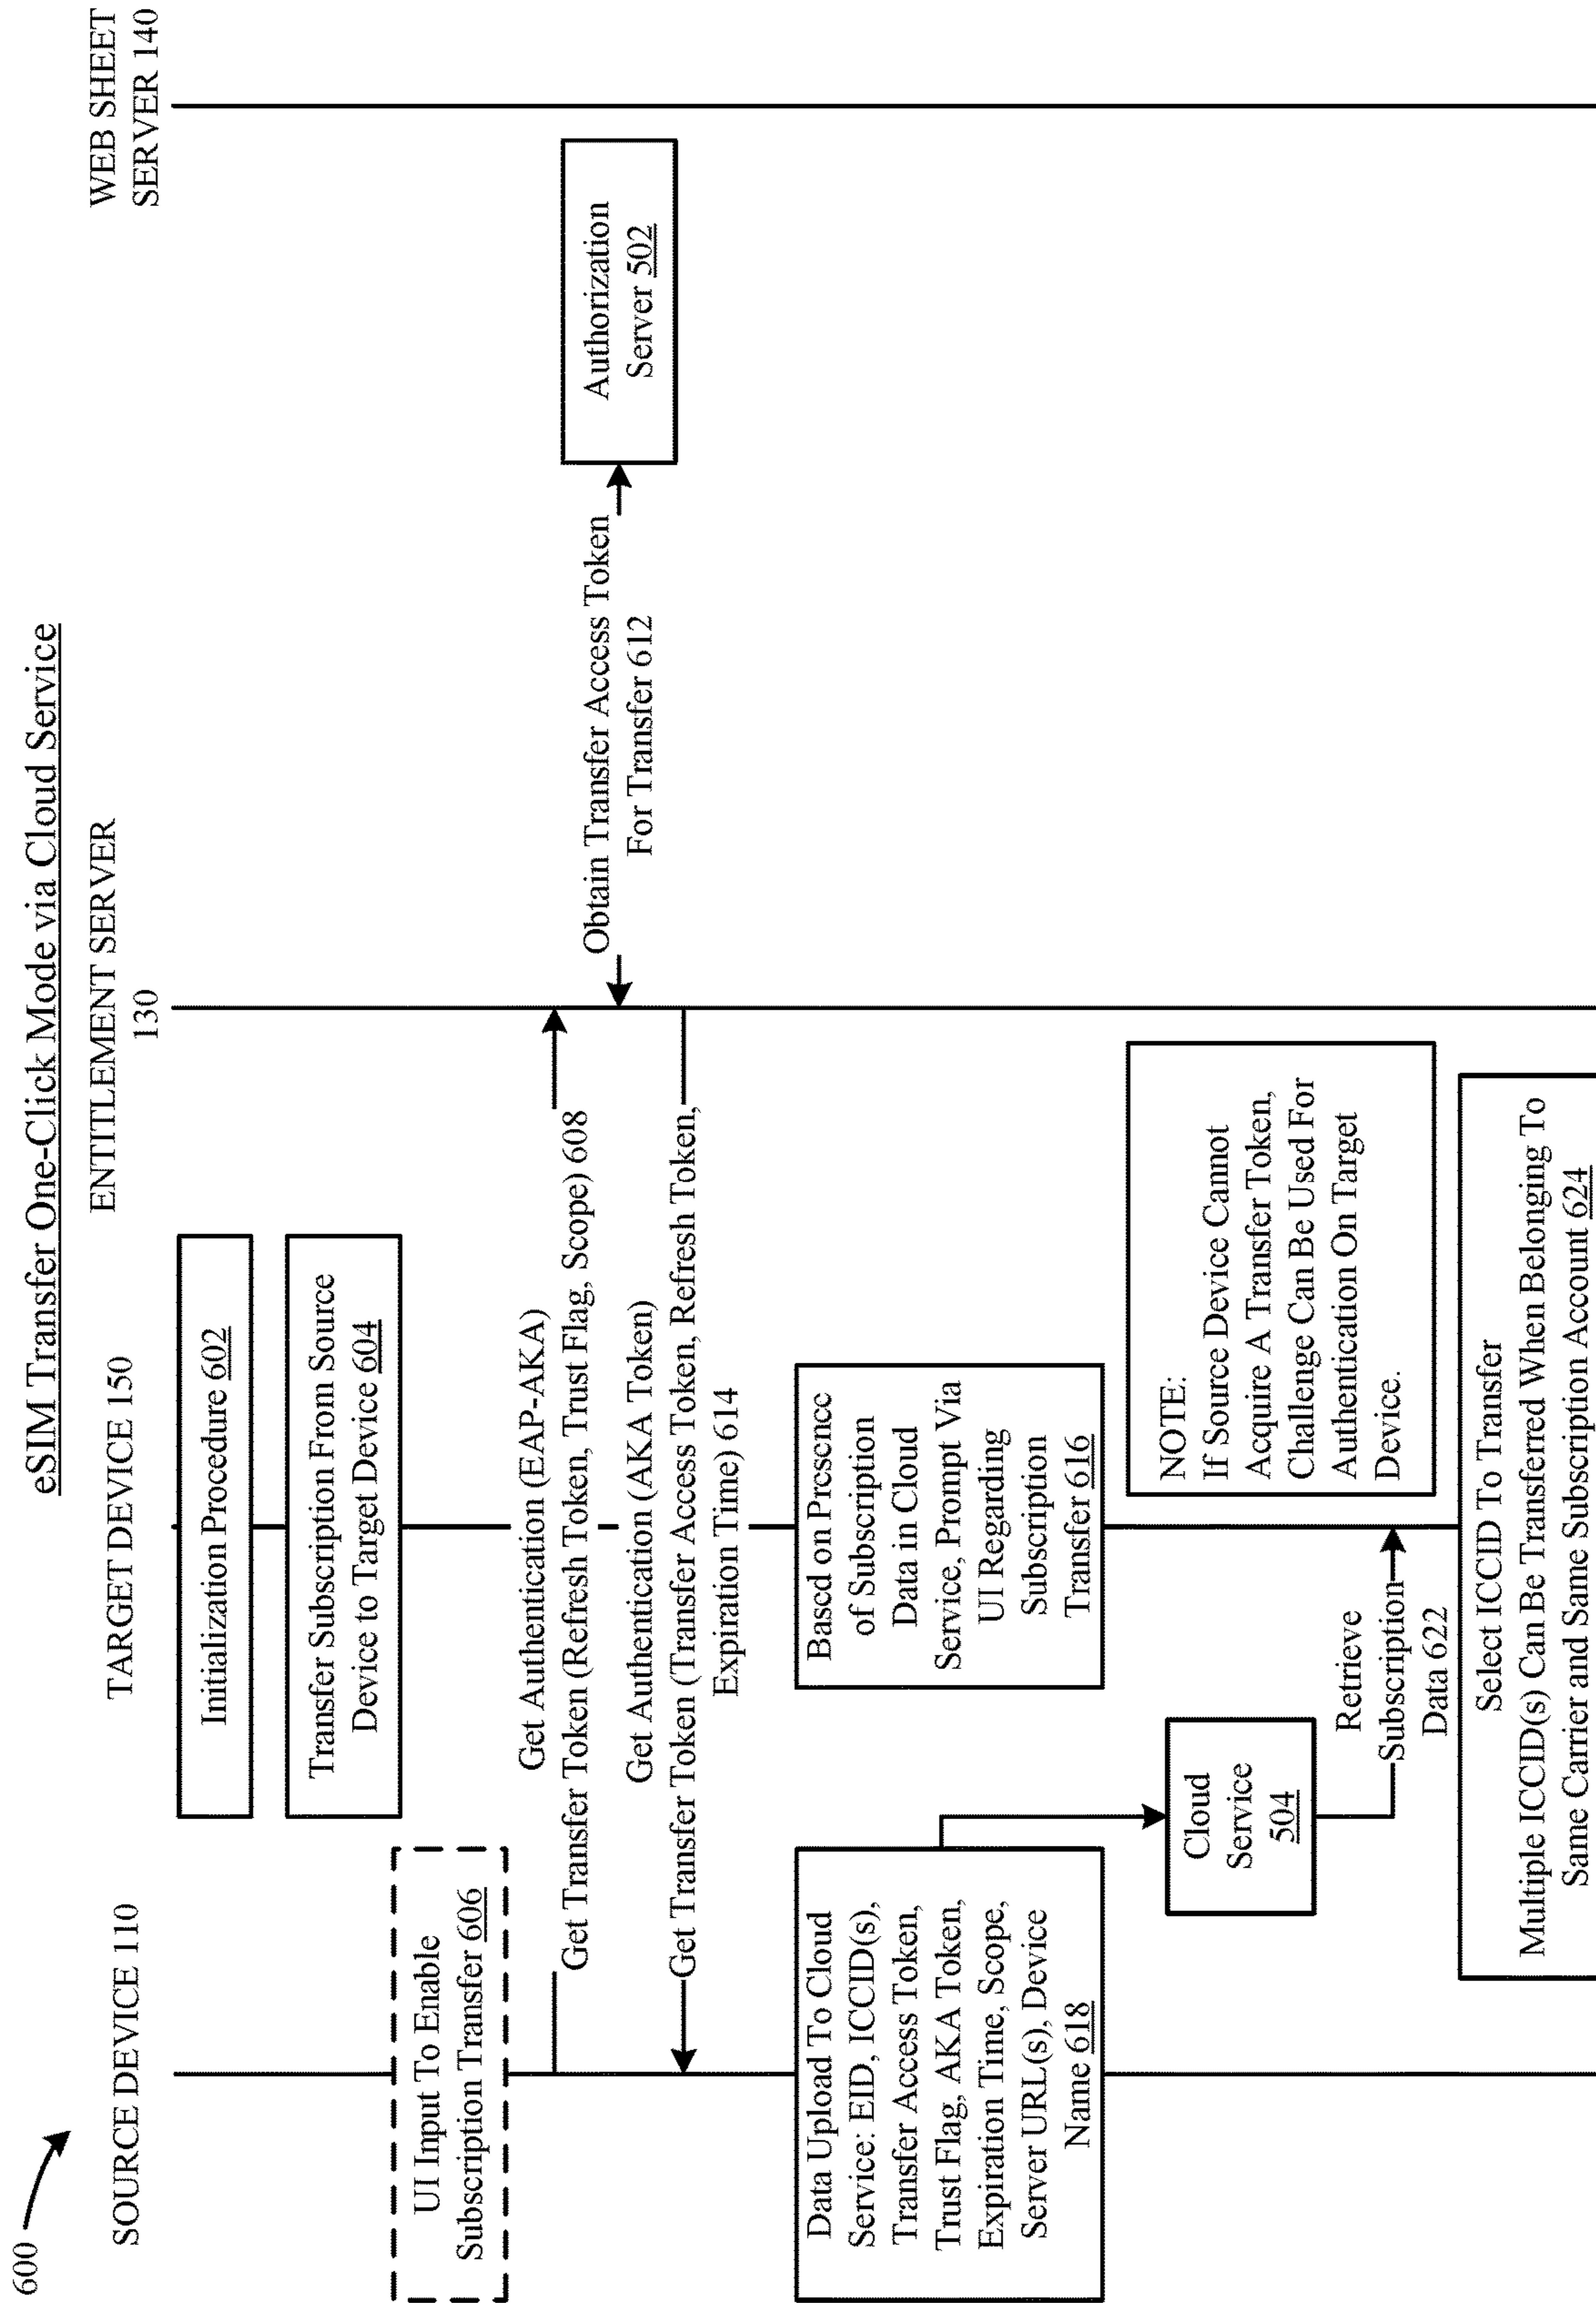 600
eSIM Transfer One-Click Mode via Cloud Service
SOURCE DEVICE 110
TARGET DEVICE 150
ENTITLEMENT SERVER
130
WEB SHEET
SERVER 140
Initialization Procedure 602
Transfer Subscription From Source
Device to Target Device 604
UI Input To Enable
Subscription Transfer 606
Get Authentication (EAP-AKA)
Get Transfer Token (Refresh Token, Trust Flag, Scope) 608
Obtain Transfer Access Token
For Transfer 612
Authorization
Server 502
Get Authentication (AKA Token)
Get Transfer Token (Transfer Access Token, Refresh Token,
Expiration Time) 614
Based on Presence
of Subscription
Data in Cloud
Service, Prompt Via
UI Regarding
Subscription
Transfer 616
Data Upload To Cloud
Service: EID, ICCID(s),
Transfer Access Token,
Trust Flag, AKA Token,
Expiration Time, Scope,
Server URL(s), Device
Name 618
Cloud
Service
504
Retrieve
Subscription
Data 622
NOTE:
If Source Device Cannot
Acquire A Transfer Token,
Challenge Can Be Used For
Authentication On Target
Device.
Select ICCID To Transfer
Multiple ICCID(s) Can Be Transferred When Belonging To
Same Carrier and Same Subscription Account 624